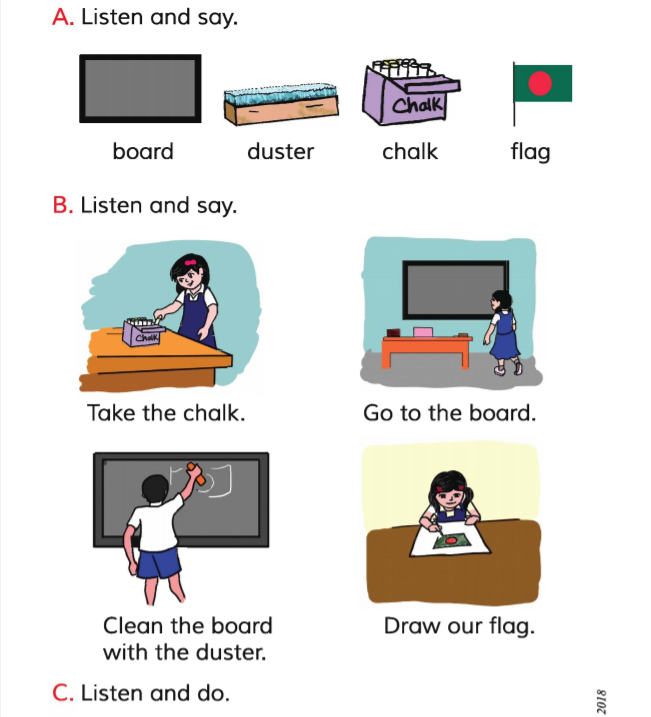 A. Listen and say.
Chalk
board duster chalk flag
B. Listen and say.
Chalk
Take the chalk. Go to the board.
Clean the board
with the duster.
Draw our flag.
C. Listen and do.
2018